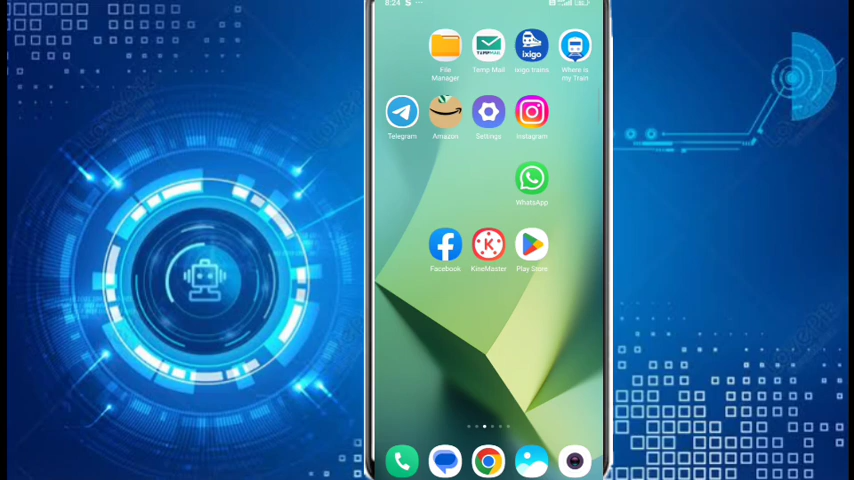 8:24 S ...
File Manager
Temp Mail
ixigo trains
Where is my Train
Telegram
Amazon
Settings
Instagram
WhatsApp
Facebook
KineMaster
Play Store